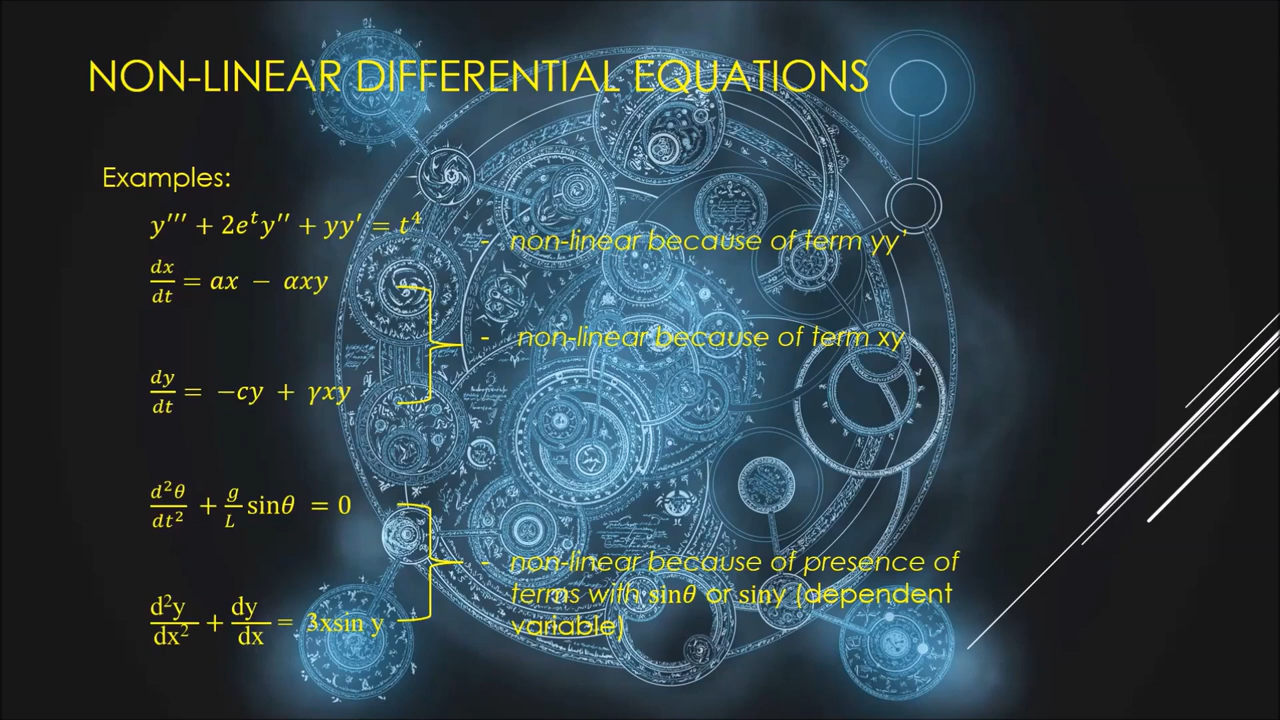 NON-LINEAR DIFFERENTIAL EQUATIONS
Examples:
y′′′ + 2eᵗy′′ + yy′ = t⁴
- non-linear because of term yy'
dx/dt = ax − αxy
- non-linear because of term xy
dy/dt = −cy + γxy
d²θ/dt² + g/L sinθ = 0
- non-linear because of presence of
terms with sinθ or siny (dependent
variable)
d²y/dx² + dy/dx = 3xsin y